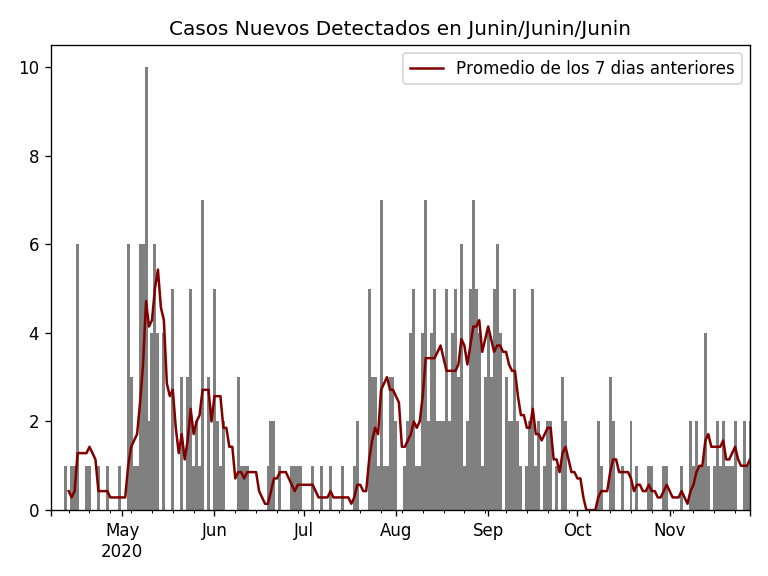 Casos Nuevos Detectados en Junin/Junin/Junin
Promedio de los 7 dias anteriores
10
8
6
4
2
0
May Jun Jul Aug Sep Oct Nov
2020